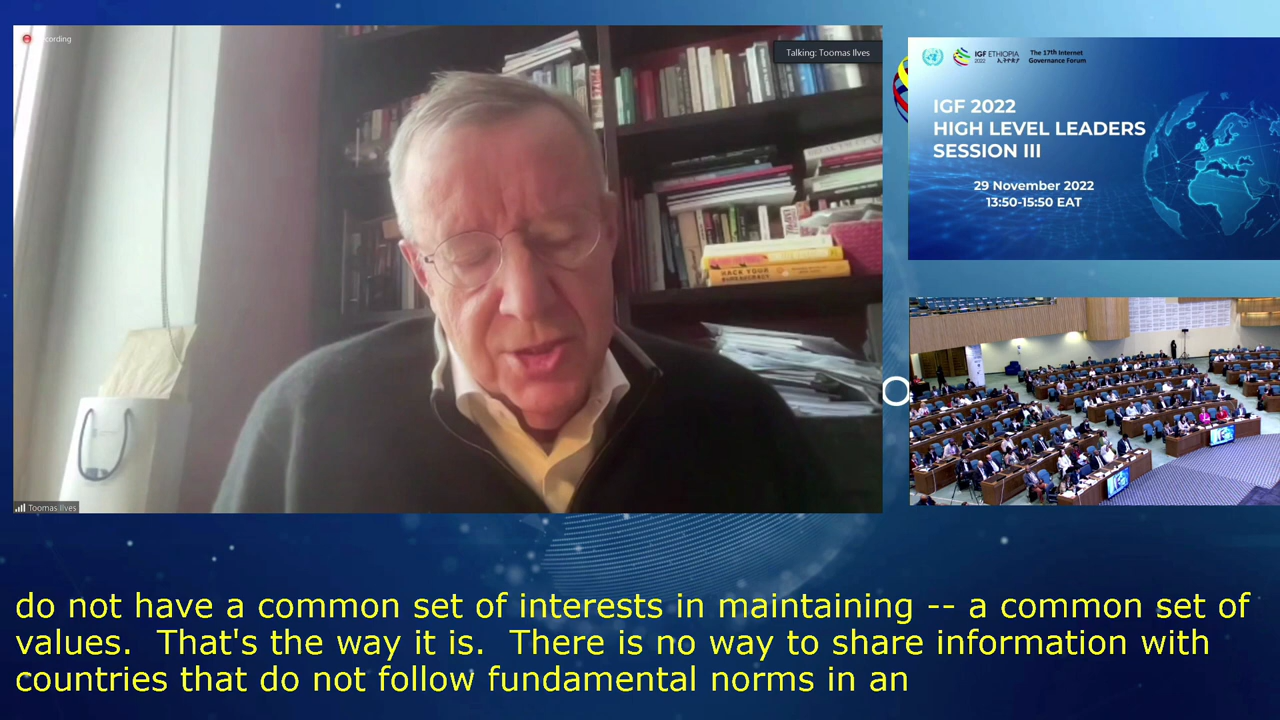 Talking: Toomas Ilves
IGF ETHIOPIA
2022 ኢትዮጵያ
The 17th Internet
Governance Forum
IGF 2022
HIGH LEVEL LEADERS
SESSION III
29 November 2022
13:50-15:50 EAT
HACK YOUR
BUREAUCRACY
Toomas Ilves
do not have a common set of interests in maintaining -- a common set of
values. That's the way it is. There is no way to share information with
countries that do not follow fundamental norms in an